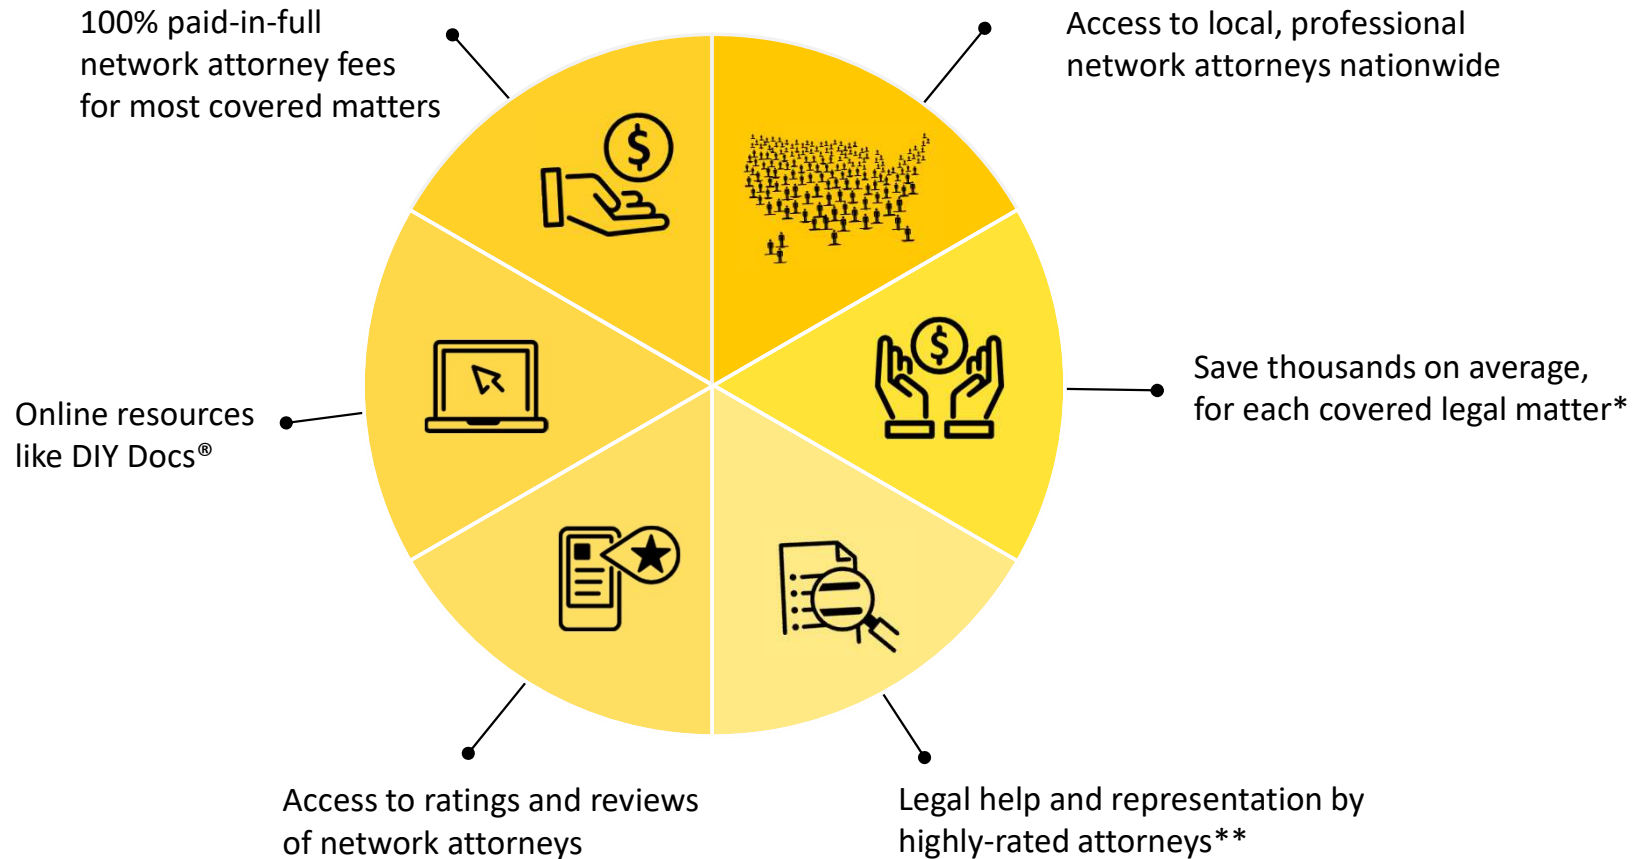 100% paid-in-full
network attorney fees
for most covered matters
Access to local, professional
network attorneys nationwide
Save thousands on average,
for each covered legal matter*
Online resources
like DIY Docs®
Access to ratings and reviews
of network attorneys
Legal help and representation by
highly-rated attorneys**